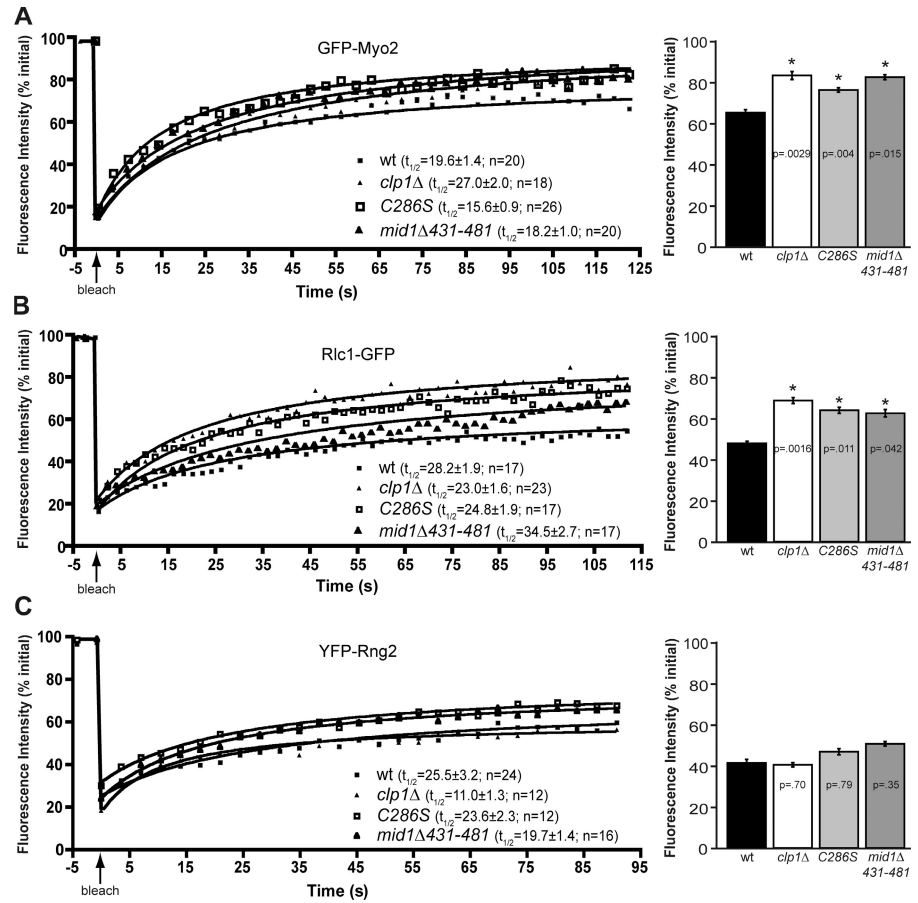 A
GFP-Myo2
Fluorescence Intensity (% initial)
100
80
60
40
20
0
wt (t1/2=19.6±1.4; n=20)
clp1Δ (t1/2=27.0±2.0; n=18)
C286S (t1/2=15.6±0.9; n=26)
mid1Δ431-481 (t1/2=18.2±1.0; n=20)
-5 5 15 25 35 45 55 65 75 85 95 105 115 125
bleach
Time (s)
Fluorescence Intensity (% initial)
100
80
60
40
20
0
* * *
p=.0029 p=.004 p=.015
wt clp1Δ C286S mid1Δ
431-481
B
Rlc1-GFP
Fluorescence Intensity (% initial)
100
80
60
40
20
0
wt (t1/2=28.2±1.9; n=17)
clp1Δ (t1/2=23.0±1.6; n=23)
C286S (t1/2=24.8±1.9; n=17)
mid1Δ431-481 (t1/2=34.5±2.7; n=17)
-5 5 15 25 35 45 55 65 75 85 95 105 115
bleach
Time (s)
Fluorescence Intensity (% initial)
100
80
60
40
20
0
* * *
p=.0016 p=.011 p=.042
wt clp1Δ C286S mid1Δ
431-481
C
YFP-Rng2
Fluorescence Intensity (% initial)
100
80
60
40
20
0
wt (t1/2=25.5±3.2; n=24)
clp1Δ (t1/2=11.0±1.3; n=12)
C286S (t1/2=23.6±2.3; n=12)
mid1Δ431-481 (t1/2=19.7±1.4; n=16)
-5 5 15 25 35 45 55 65 75 85 95
bleach
Time (s)
Fluorescence Intensity (% initial)
100
80
60
40
20
0
p=.70 p=.79 p=.35
wt clp1Δ C286S mid1Δ
431-481